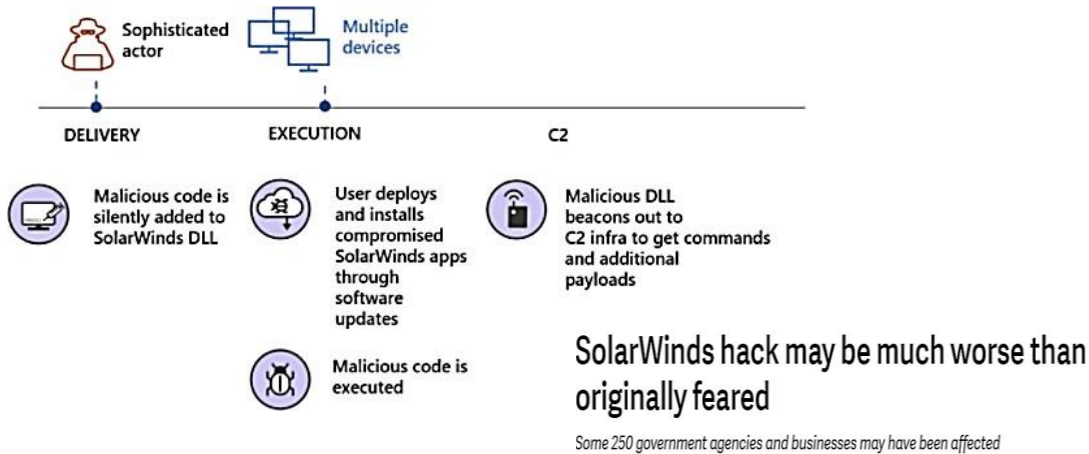 Sophisticated
actor
Multiple
devices
DELIVERY
EXECUTION
C2
Malicious code is
silently added to
SolarWinds DLL
User deploys
and installs
compromised
SolarWinds apps
through
software
updates
Malicious code is
executed
Malicious DLL
beacons out to
C2 infra to get commands
and additional
payloads
SolarWinds hack may be much worse than
originally feared
Some 250 government agencies and businesses may have been affected